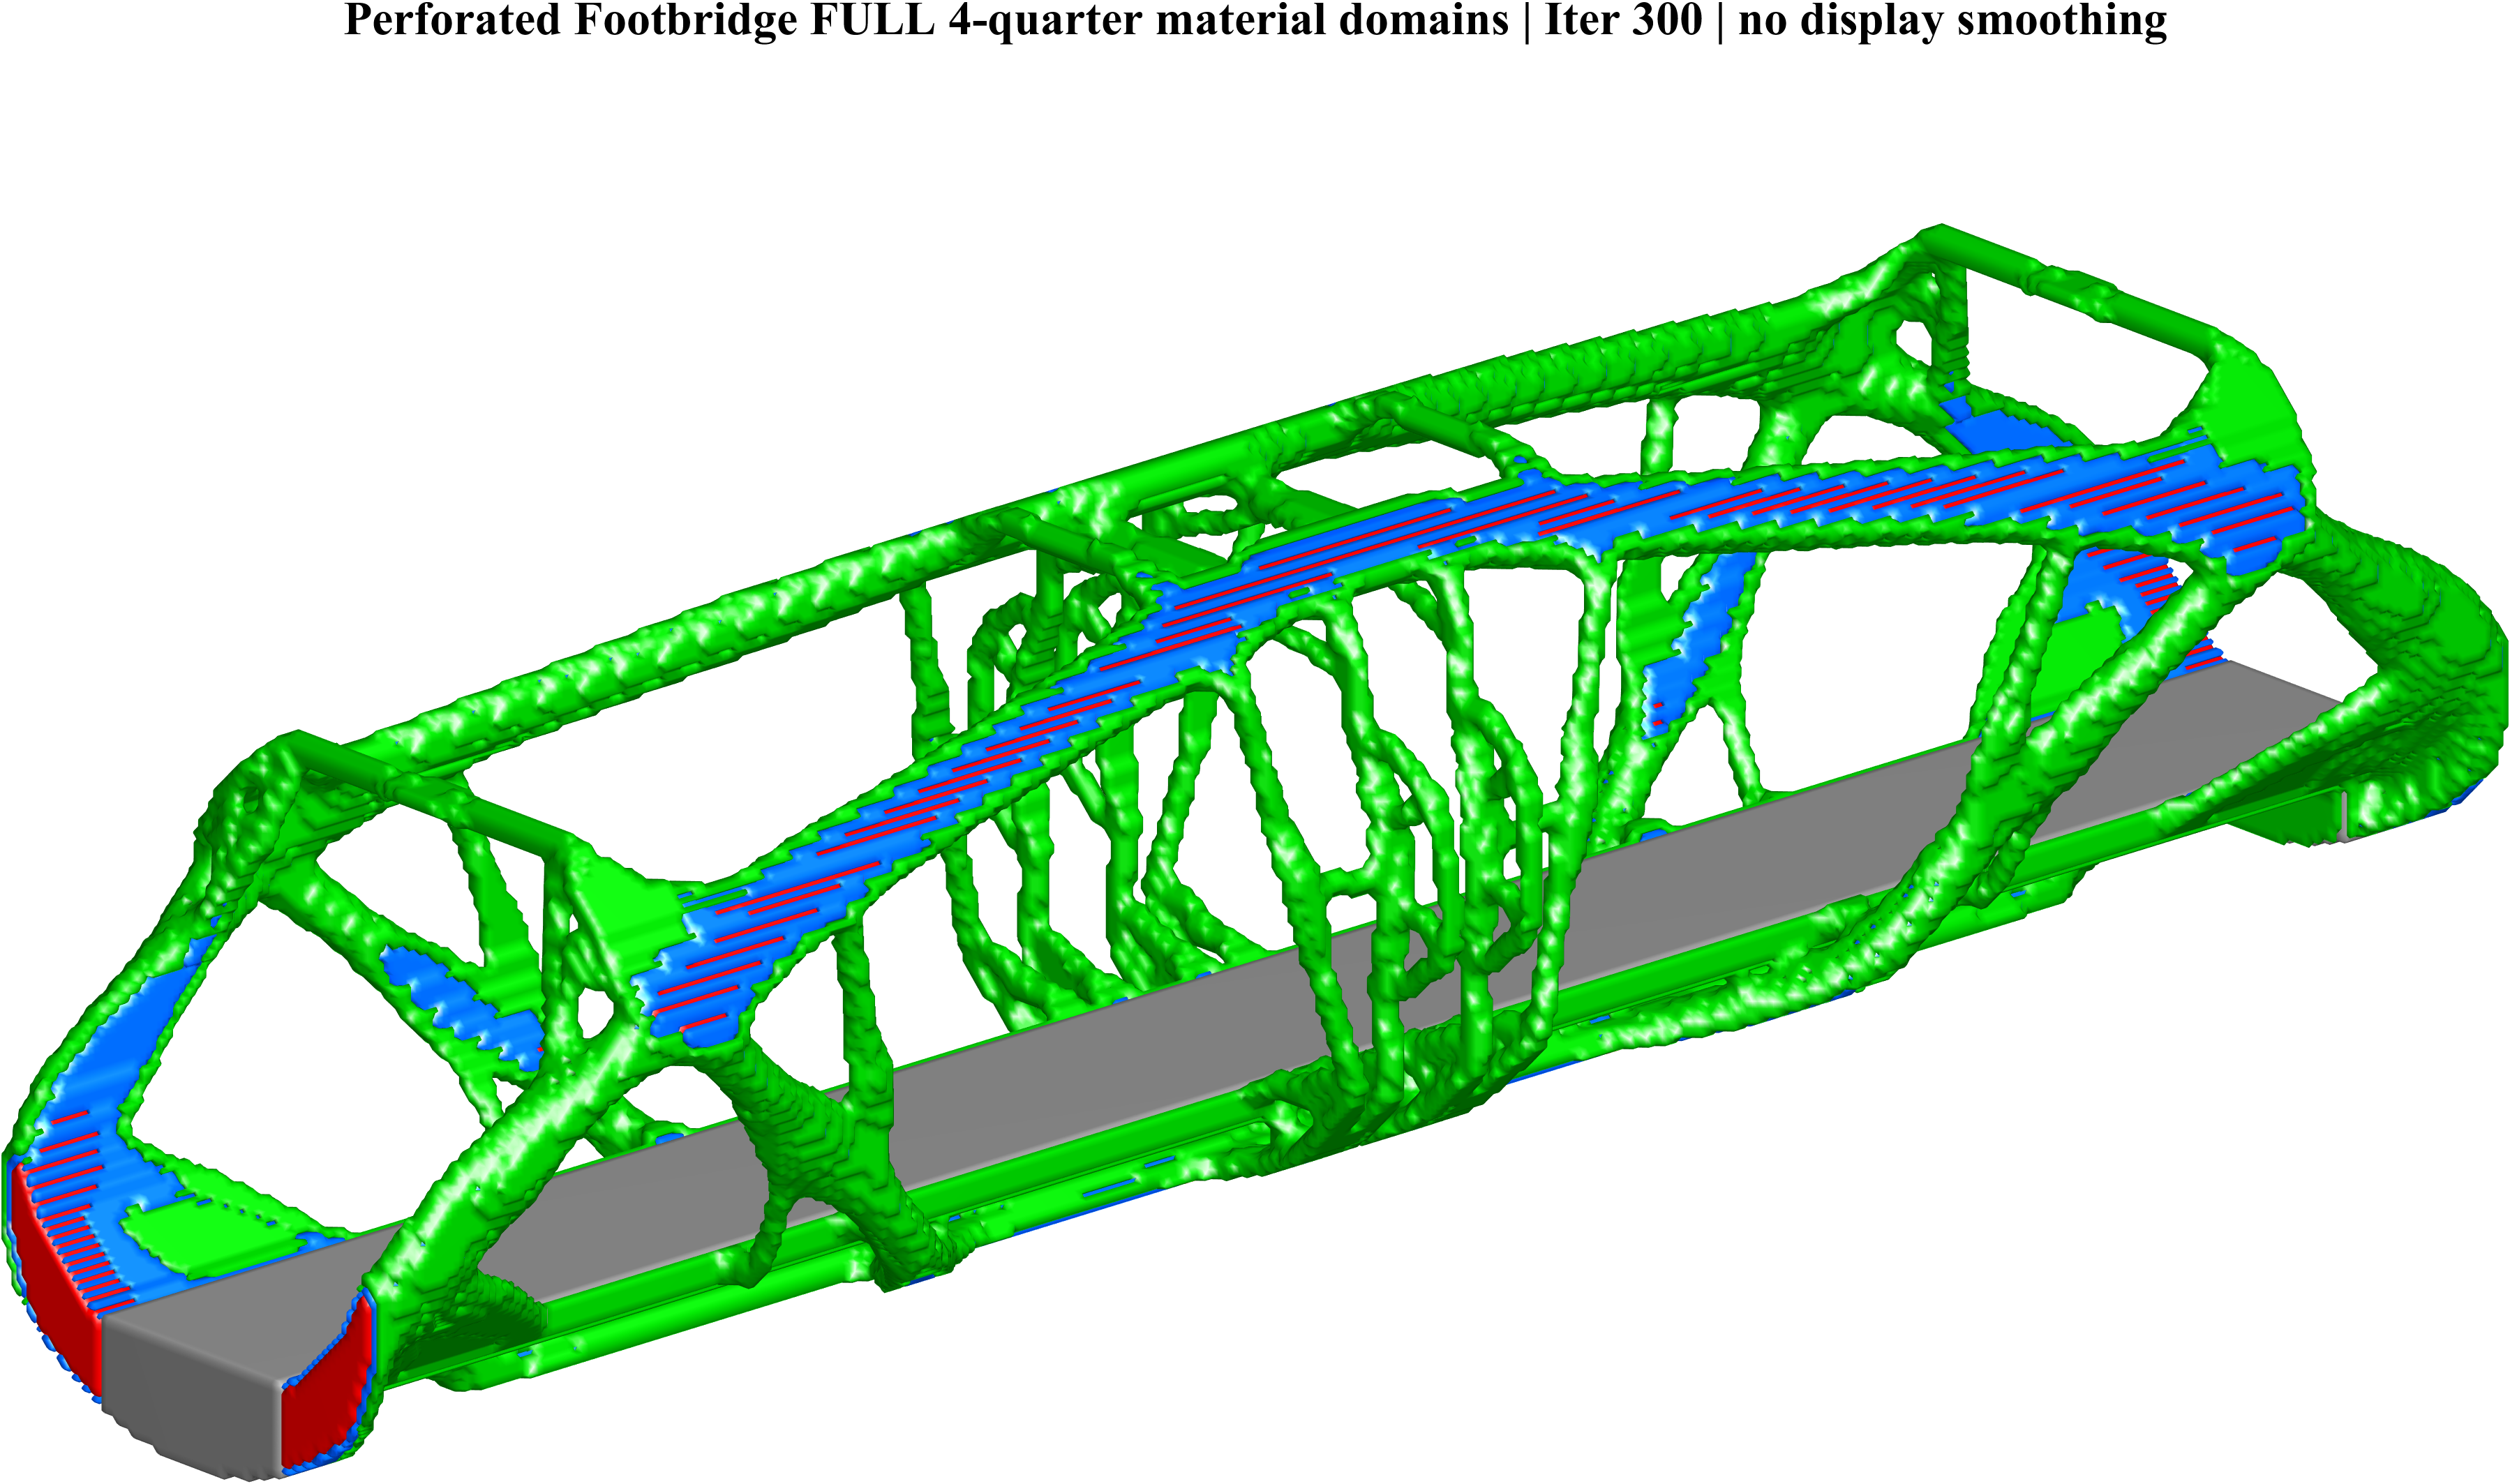 Perforated Footbridge FULL 4-quarter material domains | Iter 300 | no display smoothing